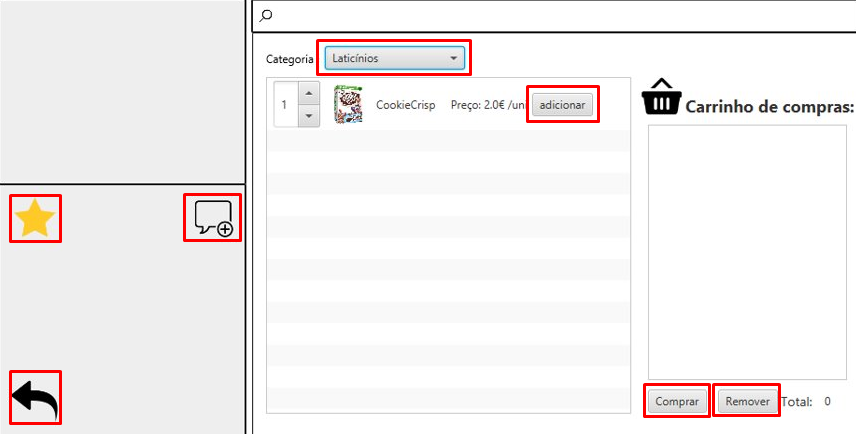 Categoria Laticínios
1 CookieCrisp Preço: 2.0€ /un adicionar
Carrinho de compras:
Comprar Remover Total: 0